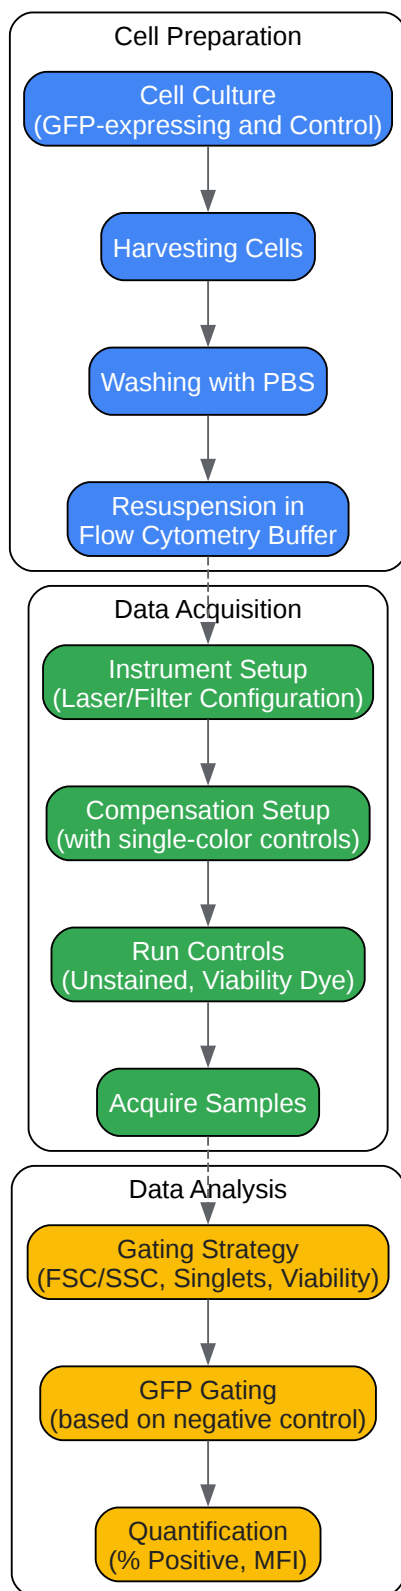 Cell Preparation
Cell Culture
(GFP-expressing and Control)
Harvesting Cells
Washing with PBS
Resuspension in
Flow Cytometry Buffer
Data Acquisition
Instrument Setup
(Laser/Filter Configuration)
Compensation Setup
(with single-color controls)
Run Controls
(Unstained, Viability Dye)
Acquire Samples
Data Analysis
Gating Strategy
(FSC/SSC, Singlets, Viability)
GFP Gating
(based on negative control)
Quantification
(% Positive, MFI)